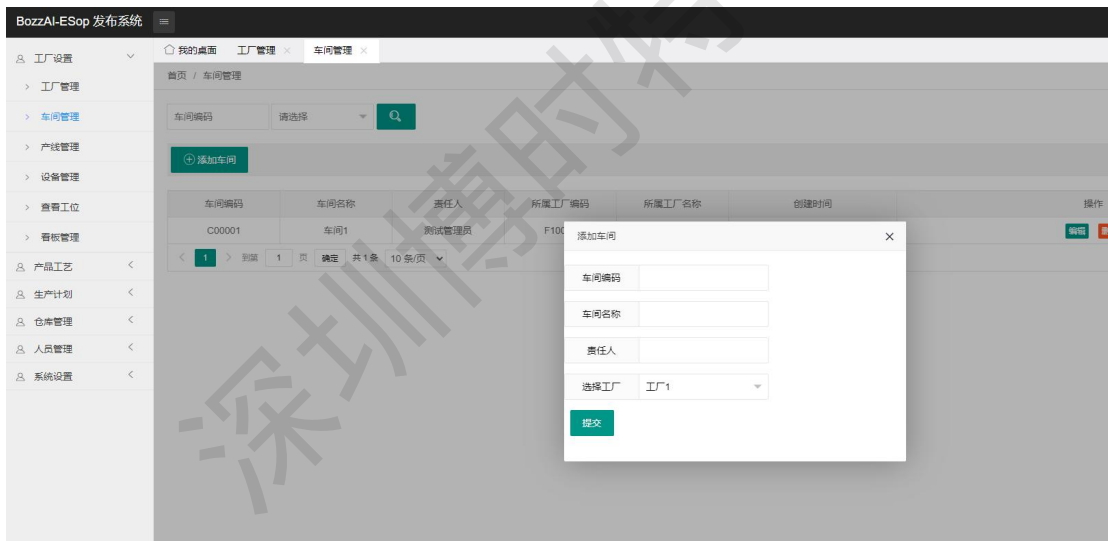 BozzAI-ESop 发布系统
工厂设置
我的桌面 工厂管理 车间管理
首页 / 车间管理
工厂管理
车间管理
产线管理
设备管理
查看工位
看板管理
产品工艺
生产计划
仓库管理
人员管理
系统设置
车间编码 请选择
添加车间
车间编码 车间名称 责任人 所属工厂编码 所属工厂名称 创建时间 操作
C00001 车间1 测试管理员 F100 编辑
1 到第 1 页 确定 共1条 10条/页
添加车间
车间编码
车间名称
责任人
选择工厂 工厂1
提交
深圳博时特